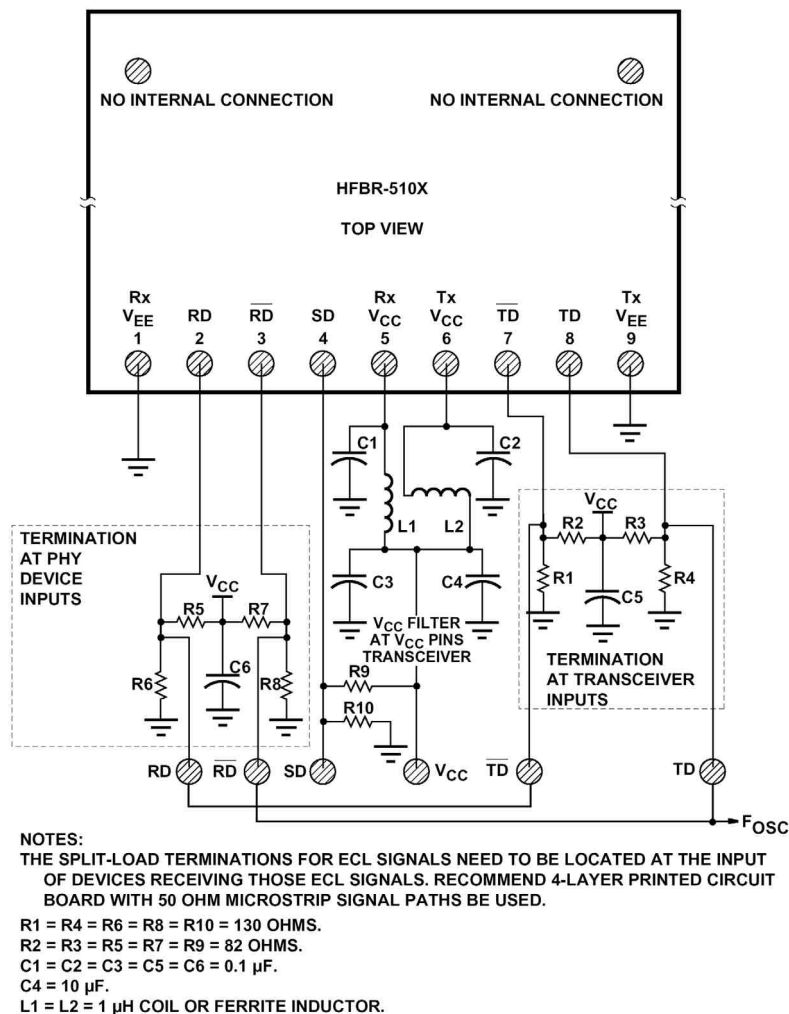 NO INTERNAL CONNECTION
NO INTERNAL CONNECTION
HFBR-510X
TOP VIEW
Rx
VEE
1
RD
2
RD
3
SD
4
Rx
VCC
5
Tx
VCC
6
TD
7
TD
8
Tx
VEE
9
C1
C2
L1
L2
C3
C4
VCC FILTER
AT VCC PINS
TRANSCEIVER
R9
R10
TERMINATION
AT PHY
DEVICE
INPUTS
VCC
R5
R7
R6
C6
R8
VCC
R2
R3
R1
C5
R4
TERMINATION
AT TRANSCEIVER
INPUTS
RD
RD
SD
VCC
TD
TD
FOSC
NOTES:
THE SPLIT-LOAD TERMINATIONS FOR ECL SIGNALS NEED TO BE LOCATED AT THE INPUT
OF DEVICES RECEIVING THOSE ECL SIGNALS. RECOMMEND 4-LAYER PRINTED CIRCUIT
BOARD WITH 50 OHM MICROSTRIP SIGNAL PATHS BE USED.
R1 = R4 = R6 = R8 = R10 = 130 OHMS.
R2 = R3 = R5 = R7 = R9 = 82 OHMS.
C1 = C2 = C3 = C5 = C6 = 0.1 µF.
C4 = 10 µF.
L1 = L2 = 1 µH COIL OR FERRITE INDUCTOR.